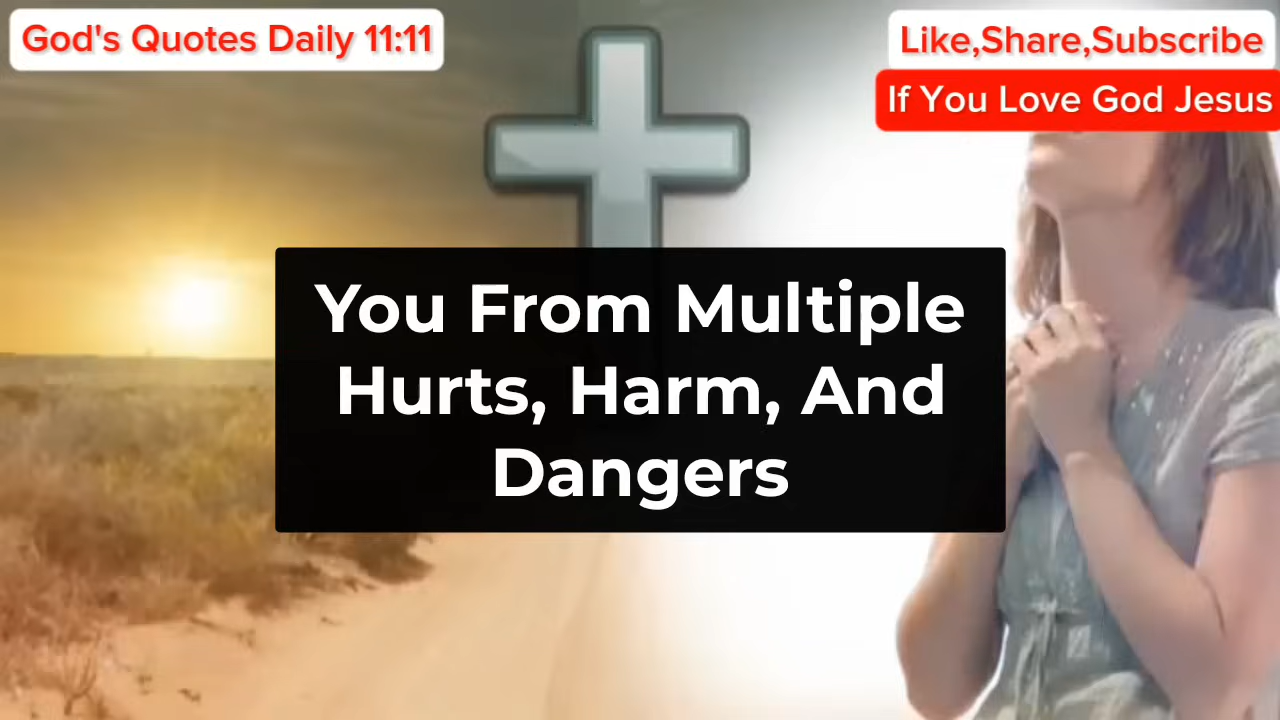 God's Quotes Daily 11:11
Like,Share,Subscribe
If You Love God Jesus
You From Multiple
Hurts, Harm, And
Dangers